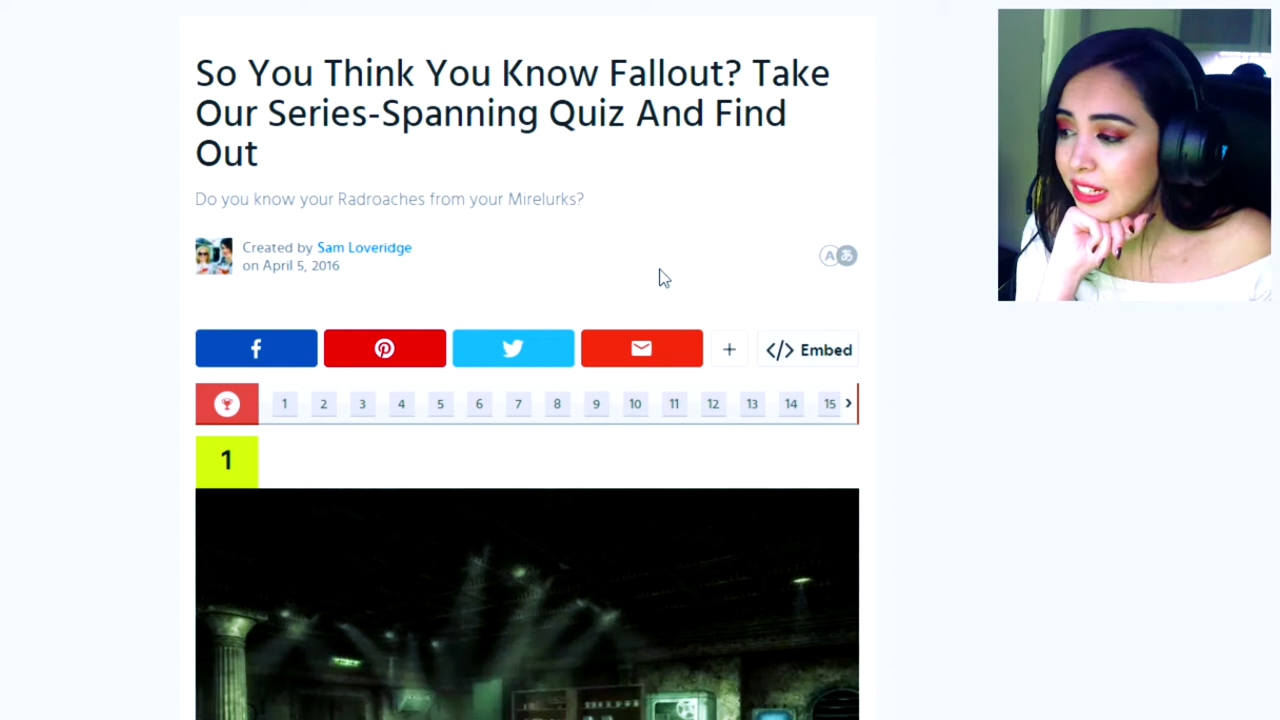 So You Think You Know Fallout? Take
Our Series-Spanning Quiz And Find
Out
Do you know your Radroaches from your Mirelurks?
Created by Sam Loveridge
on April 5, 2016
A あ
f + </> Embed
1 2 3 4 5 6 7 8 9 10 11 12 13 14 15 ›
1